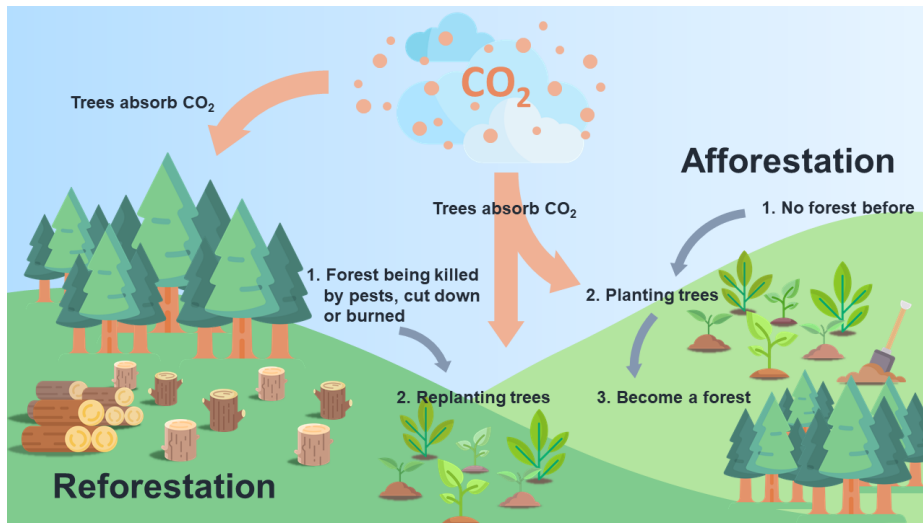 CO₂
Trees absorb CO₂
Afforestation
Trees absorb CO₂
1. No forest before
1. Forest being killed
by pests, cut down
or burned
2. Planting trees
2. Replanting trees
3. Become a forest
Reforestation